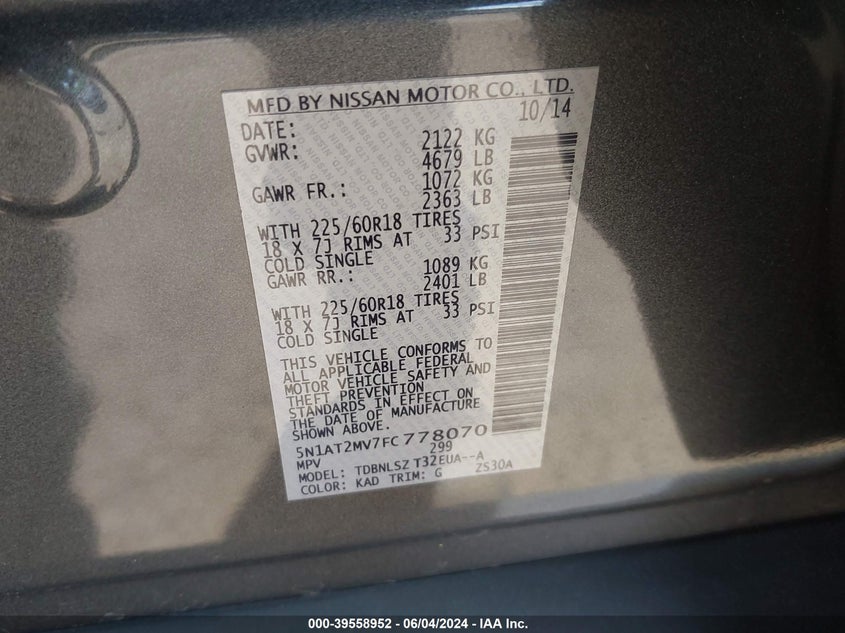 MFD BY NISSAN MOTOR CO., LTD.
DATE: 10/14
GVWR: 2122 KG
4679 LB
GAWR FR.: 1072 KG
2363 LB
WITH 225/60R18 TIRES
18 X 7J RIMS AT 33 PSI
COLD SINGLE
GAWR RR.: 1089 KG
2401 LB
WITH 225/60R18 TIRES
18 X 7J RIMS AT 33 PSI
COLD SINGLE
THIS VEHICLE CONFORMS TO
ALL APPLICABLE FEDERAL
MOTOR VEHICLE SAFETY AND
THEFT PREVENTION
STANDARDS IN EFFECT ON
THE DATE OF MANUFACTURE
SHOWN ABOVE.
5N1AT2MV7FC778070
MPV 299
MODEL: TDBNLSZ T32EUA--A
COLOR: KAD TRIM: G ZS30A
000-39558952 | 06/04/2024 - IAA Inc.